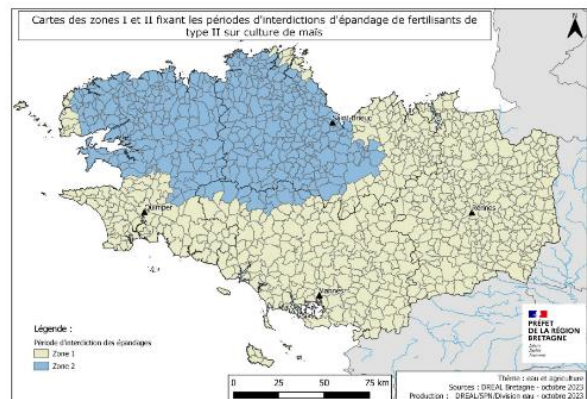 Cartes des zones I et II fixant les périodes d'interdictions d'épandage de fertilisants de
type II sur culture de maïs
N
Saint-Brieuc
Quimper
Rennes
Vannes
Légende :
Période d'interdiction des épandages
Zone 1
Zone 2
0 25 50 75 km
PRÉFET
DE LA RÉGION
BRETAGNE
Liberté
Égalité
Fraternité
Thème : eau et agriculture
Sources : DREAL Bretagne - octobre 2023
Production : DREAL/SPN/Division eau - octobre 2023